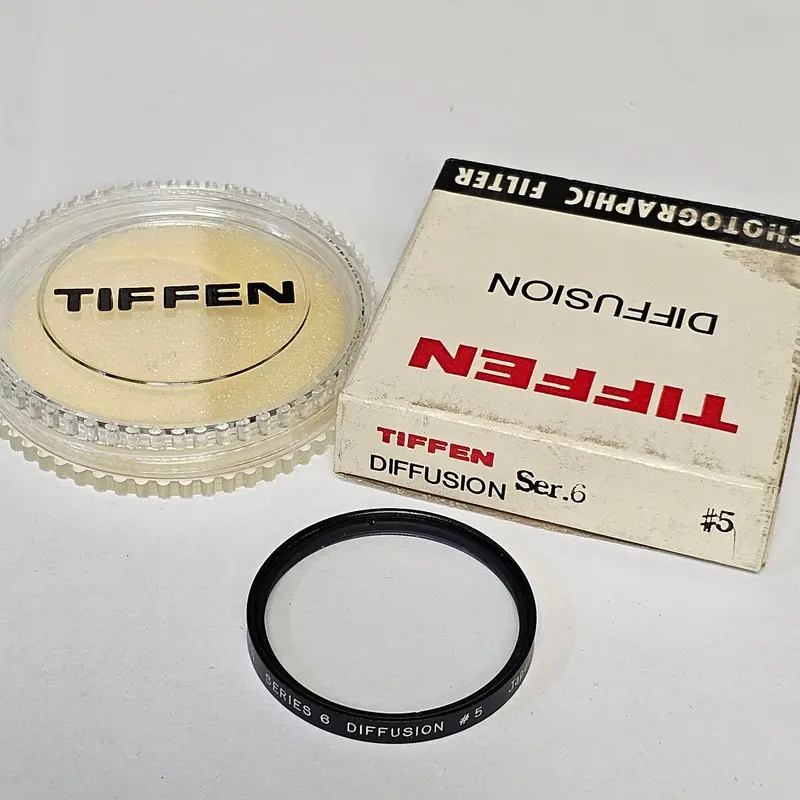 TIFFEN
PHOTOGRAPHIC FILTER
DIFFUSION
TIFFEN
TIFFEN
DIFFUSION Ser.6
#5
SERIES 6 DIFFUSION #5